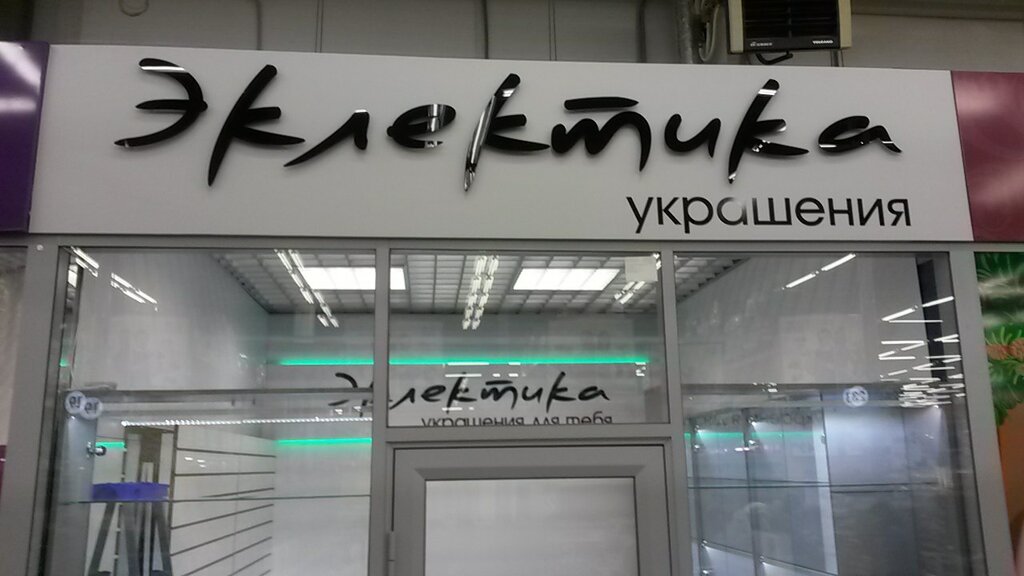 эклектика
украшения
эклектика
украшения для тебя